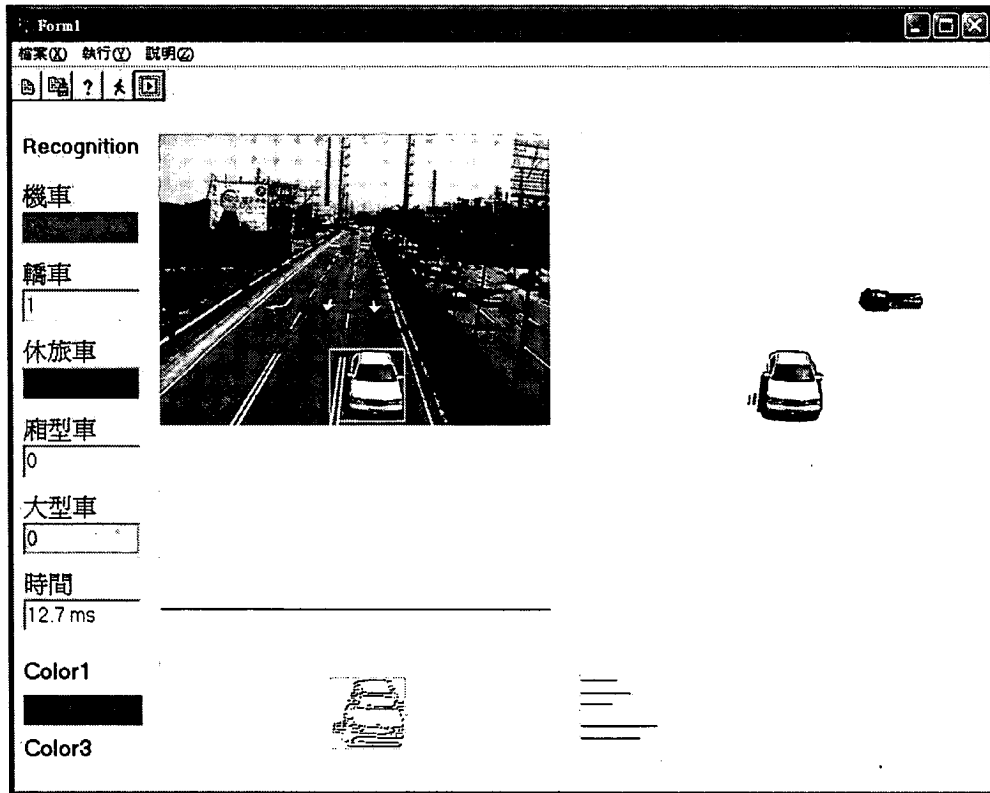 Form1
檔案(X) 執行(Y) 說明(Z)
?
Recognition
機車
轎車
1
休旅車
廂型車
0
大型車
0
時間
12.7 ms
Color1
Color3